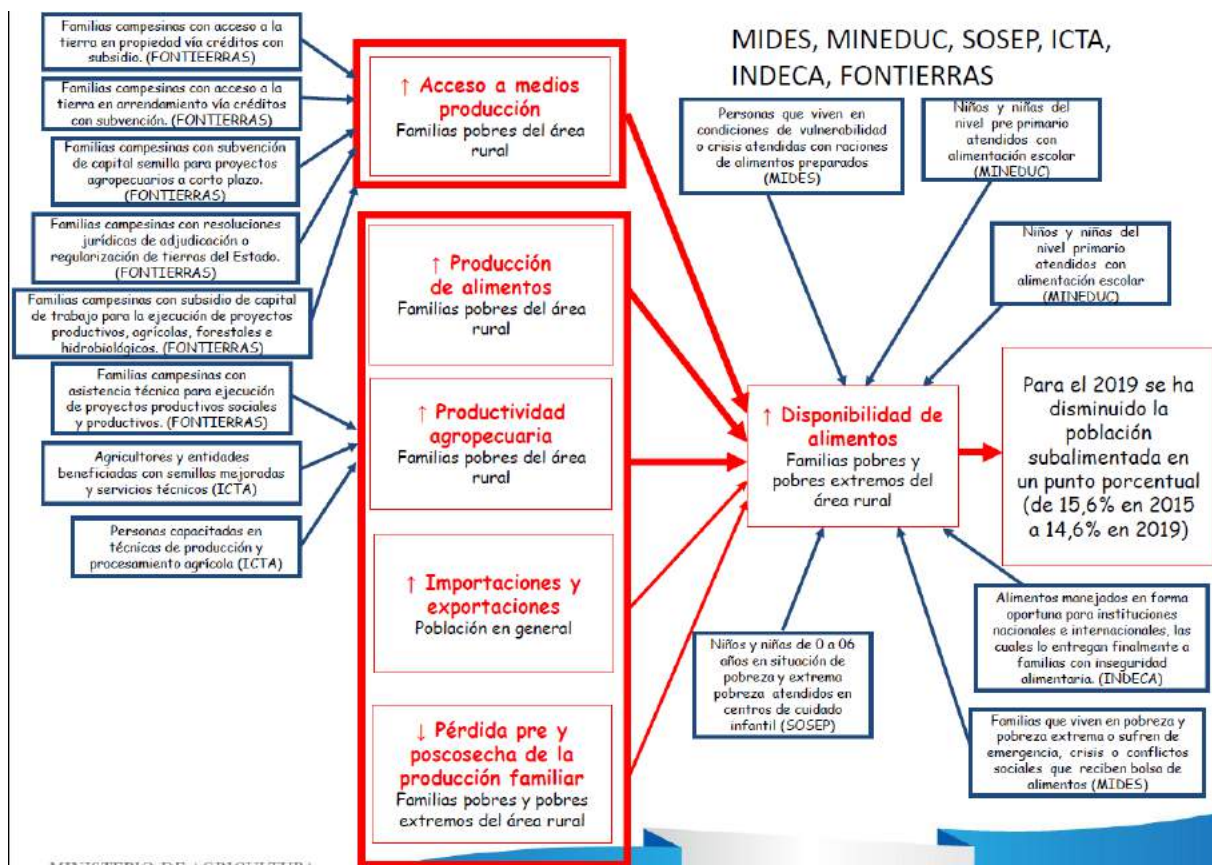 Familias campesinas con acceso a la
tierra en propiedad vía créditos con
subsidio. (FONTIEERRAS)
Familias campesinas con acceso a la
tierra en arrendamiento vía créditos
con subvención. (FONTIERRAS)
Familias campesinas con subvención
de capital semilla para proyectos
agropecuarios a corto plazo.
(FONTIERRAS)
Familias campesinas con resoluciones
jurídicas de adjudicación o
regularización de tierras del Estado.
(FONTIERRAS)
Familias campesinas con subsidio de capital
de trabajo para la ejecución de proyectos
productivos, agrícolas, forestales e
hidrobiológicos. (FONTIERRAS)
Familias campesinas con
asistencia técnica para ejecución
de proyectos productivos sociales
y productivos. (FONTIERRAS)
Agricultores y entidades
beneficiadas con semillas mejoradas
y servicios técnicos (ICTA)
Personas capacitadas en
técnicas de producción y
procesamiento agrícola (ICTA)
↑ Acceso a medios
producción
Familias pobres del área
rural
↑ Producción
de alimentos
Familias pobres del área
rural
↑ Productividad
agropecuaria
Familias pobres del área
rural
↑ Importaciones y
exportaciones
Población en general
↓ Pérdida pre y
poscosecha de la
producción familiar
Familias pobres y pobres
extremos del área rural
MIDES, MINEDUC, SOSEP, ICTA,
INDECA, FONTIERRAS
Personas que viven en
condiciones de vulnerabilidad
o crisis atendidas con raciones
de alimentos preparados
(MIDES)
Niños y niñas del
nivel pre primario
atendidos con
alimentación escolar
(MINEDUC)
Niños y niñas del
nivel primario
atendidos con
alimentación escolar
(MINEDUC)
↑ Disponibilidad de
alimentos
Familias pobres y
pobres extremos del
área rural
Para el 2019 se ha
disminuido la
población
subalimentada en
un punto porcentual
(de 15,6% en 2015
a 14,6% en 2019)
Niños y niñas de 0 a 06
años en situación de
pobreza y extrema
pobreza atendidos en
centros de cuidado
infantil (SOSEP)
Alimentos manejados en forma
oportuna para instituciones
nacionales e internacionales, las
cuales lo entregan finalmente a
familias con inseguridad
alimentaria. (INDECA)
Familias que viven en pobreza y
pobreza extrema o sufren de
emergencia, crisis o conflictos
sociales que reciben bolsa de
alimentos (MIDES)
MINISTERIO DE AGRICULTURA